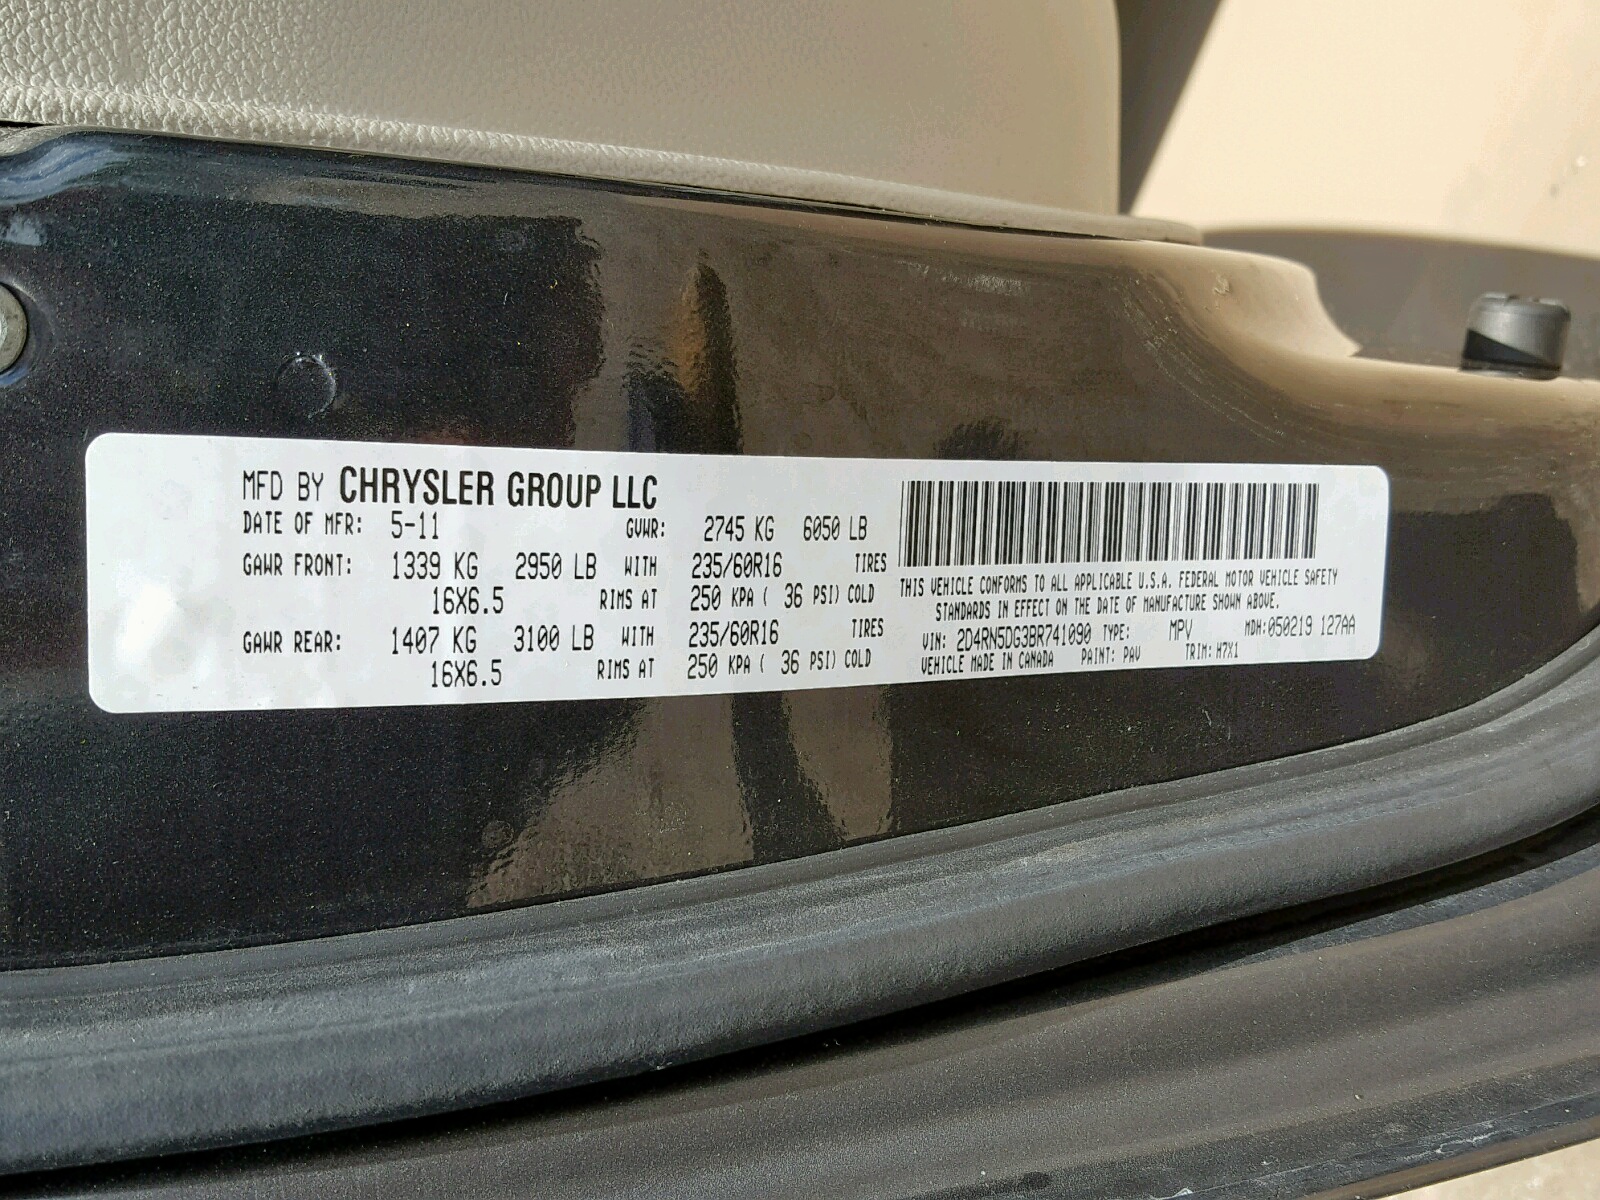 MFD BY CHRYSLER GROUP LLC
DATE OF MFR: 5-11 GVWR: 2745 KG 6050 LB
GAWR FRONT: 1339 KG 2950 LB WITH 235/60R16 TIRES
16X6.5 RIMS AT 250 KPA ( 36 PSI) COLD
GAWR REAR: 1407 KG 3100 LB WITH 235/60R16 TIRES
16X6.5 RIMS AT 250 KPA ( 36 PSI) COLD
THIS VEHICLE CONFORMS TO ALL APPLICABLE U.S.A. FEDERAL MOTOR VEHICLE SAFETY
STANDARDS IN EFFECT ON THE DATE OF MANUFACTURE SHOWN ABOVE.
VIN: 2D4RN5DG3BR741090 TYPE: MPV MDH:050219 127AA
VEHICLE MADE IN CANADA PAINT: PAV TRIM: H7X1